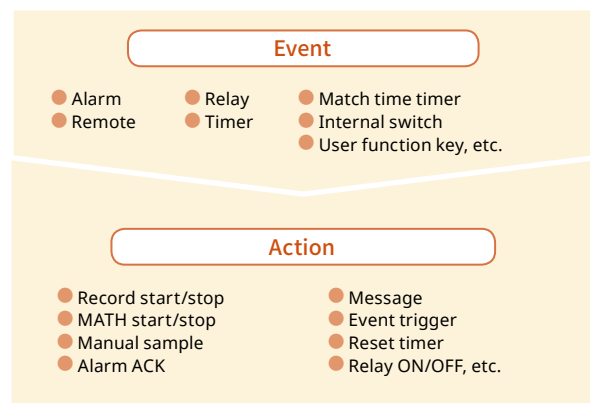 Event
Alarm
Remote
Relay
Timer
Match time timer
Internal switch
User function key, etc.
Action
Record start/stop
MATH start/stop
Manual sample
Alarm ACK
Message
Event trigger
Reset timer
Relay ON/OFF, etc.